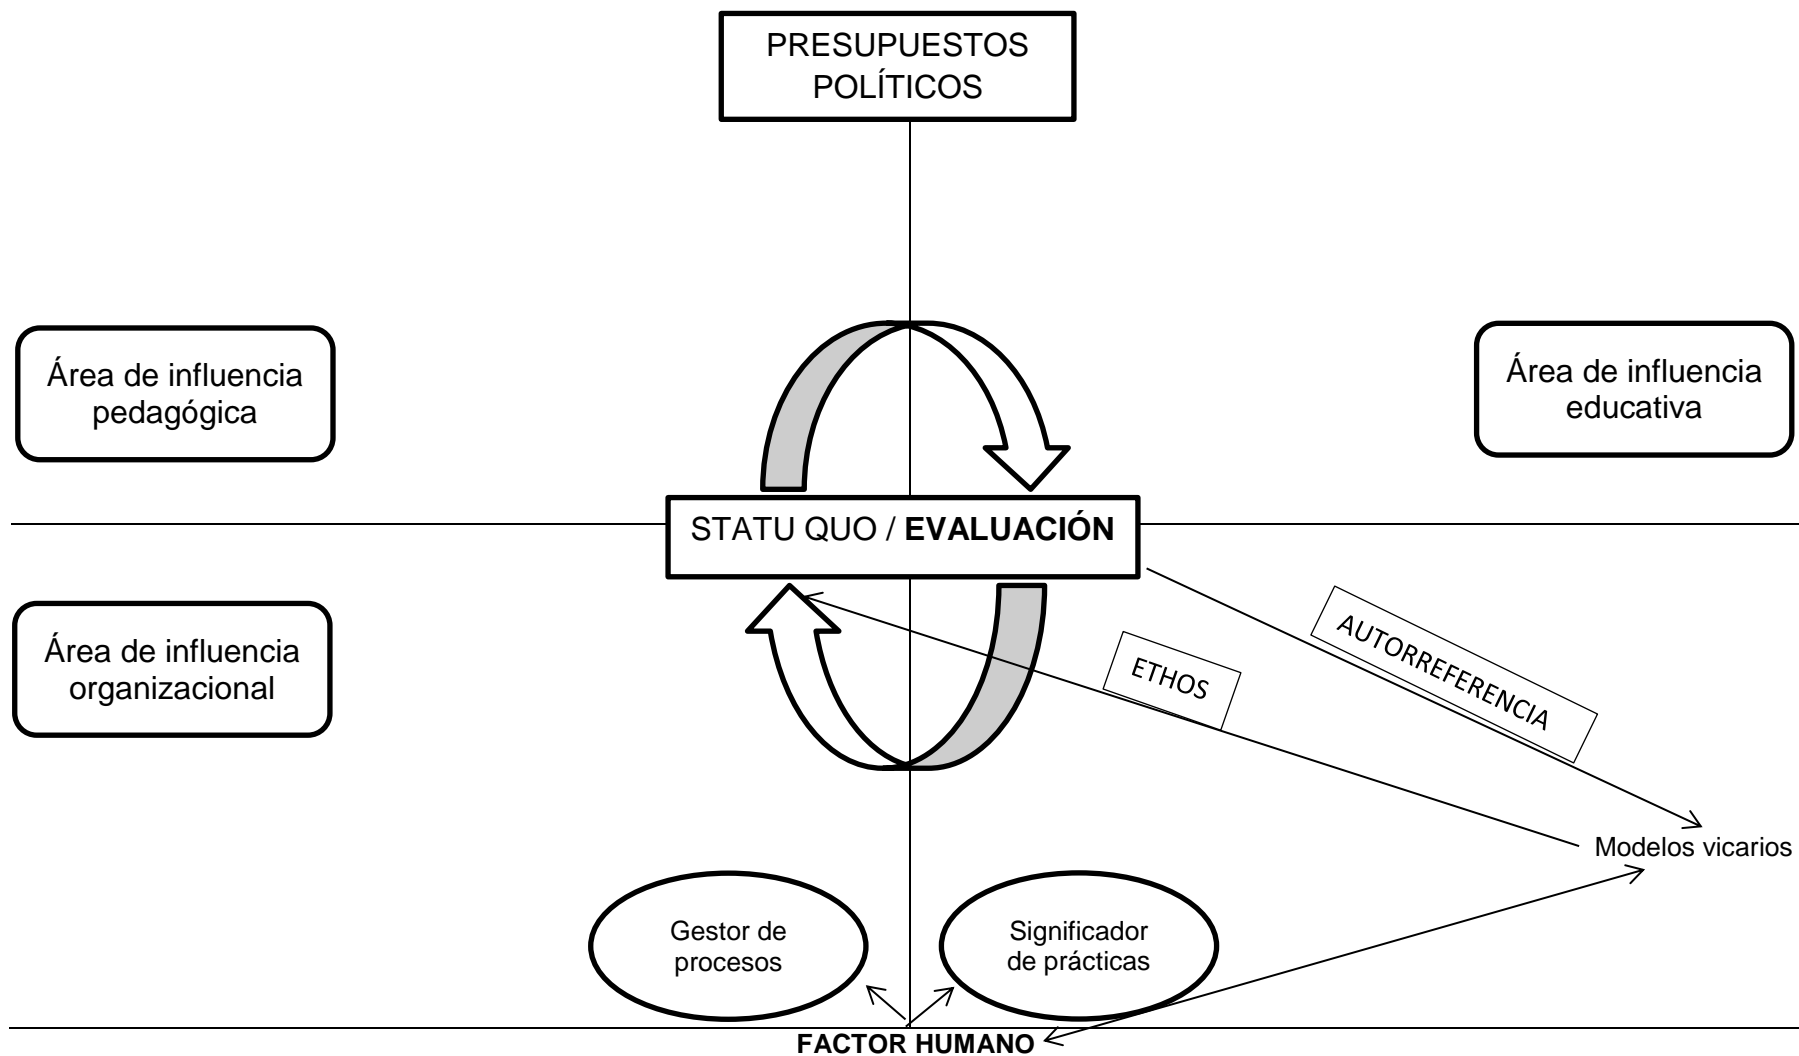 PRESUPUESTOS
POLÍTICOS
Área de influencia
pedagógica
Área de influencia
educativa
STATU QUO / EVALUACIÓN
Área de influencia
organizacional
ETHOS
AUTORREFERENCIA
Modelos vicarios
Gestor de
procesos
Significador
de prácticas
FACTOR HUMANO